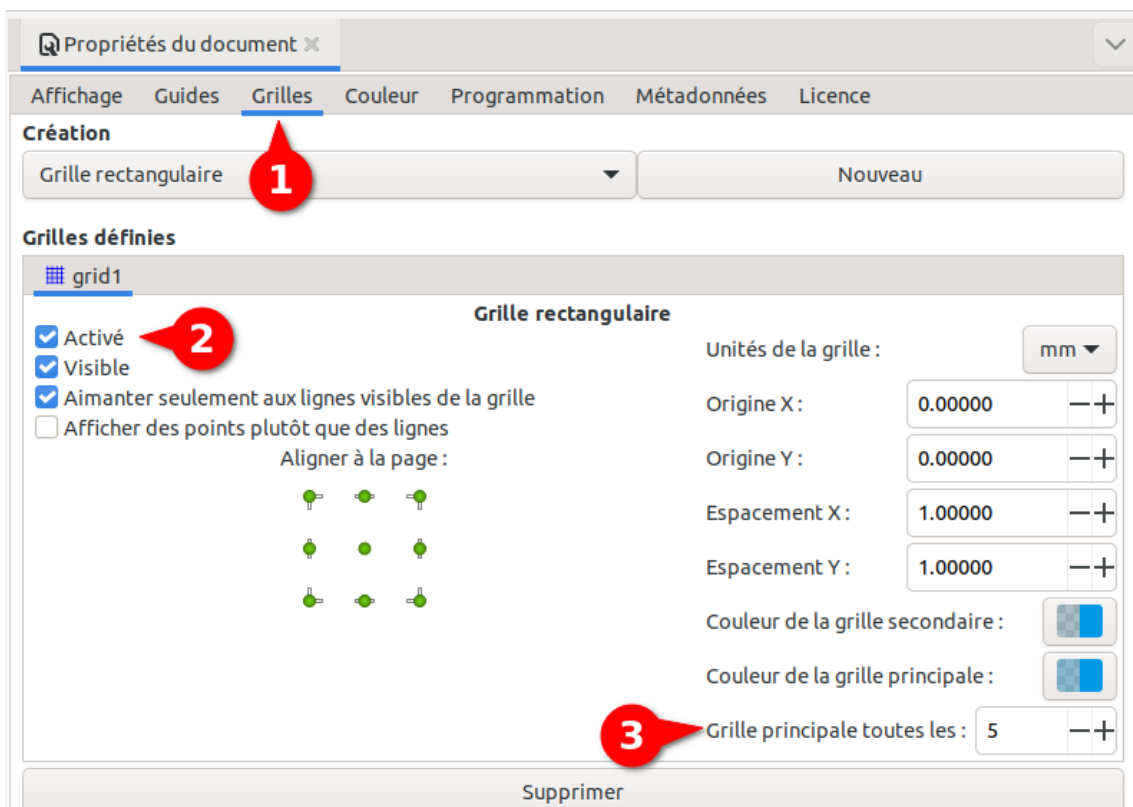 Propriétés du document
Affichage Guides Grilles Couleur Programmation Métadonnées Licence
Création
Grille rectangulaire Nouveau
1
Grilles définies
grid1
Grille rectangulaire
Activé
2
Visible
Aimanter seulement aux lignes visibles de la grille
Afficher des points plutôt que des lignes
Aligner à la page :
Unités de la grille : mm
Origine X : 0.00000
Origine Y : 0.00000
Espacement X : 1.00000
Espacement Y : 1.00000
Couleur de la grille secondaire :
Couleur de la grille principale :
3
Grille principale toutes les : 5
Supprimer